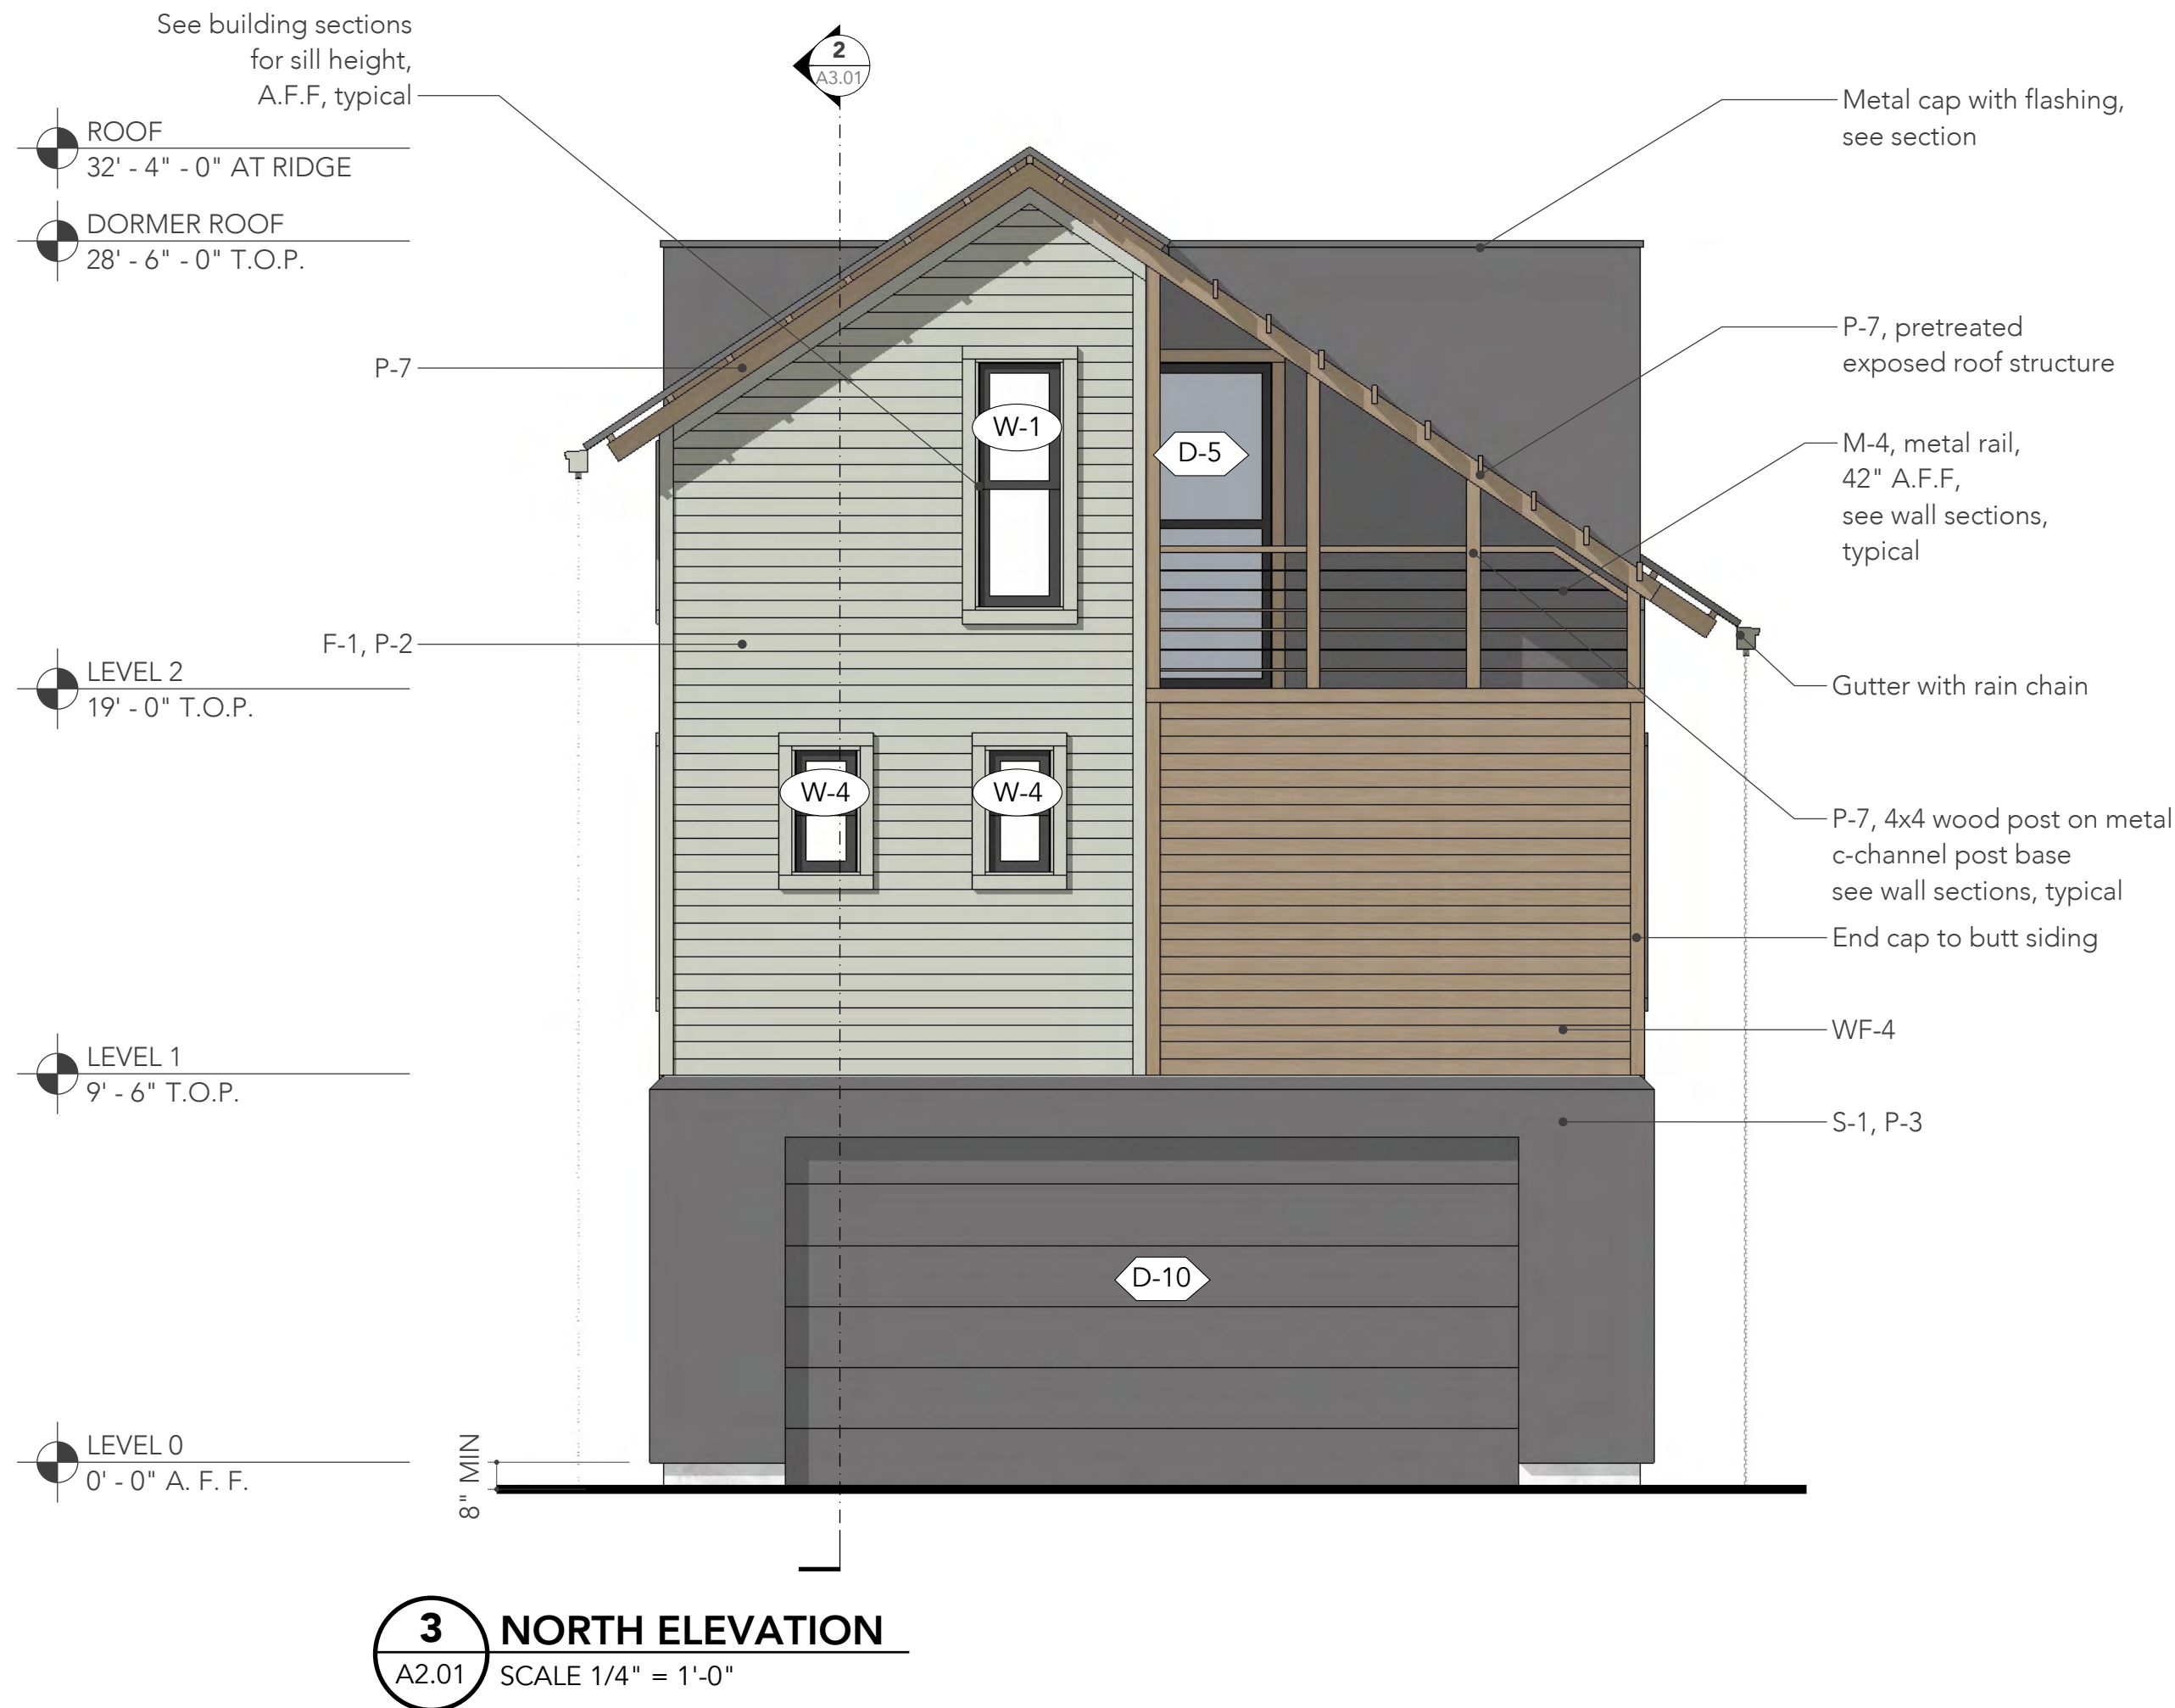 See building sections
for sill height,
A.F.F, typical
2
A3.01
ROOF
32' - 4" - 0" AT RIDGE
DORMER ROOF
28' - 6" - 0" T.O.P.
P-7
F-1, P-2
LEVEL 2
19' - 0" T.O.P.
LEVEL 1
9' - 6" T.O.P.
LEVEL 0
0' - 0" A. F. F.
8" MIN
W-1
D-5
W-4
W-4
D-10
Metal cap with flashing,
see section
P-7, pretreated
exposed roof structure
M-4, metal rail,
42" A.F.F,
see wall sections,
typical
Gutter with rain chain
P-7, 4x4 wood post on metal
c-channel post base
see wall sections, typical
End cap to butt siding
WF-4
S-1, P-3
3
A2.01
NORTH ELEVATION
SCALE 1/4" = 1'-0"